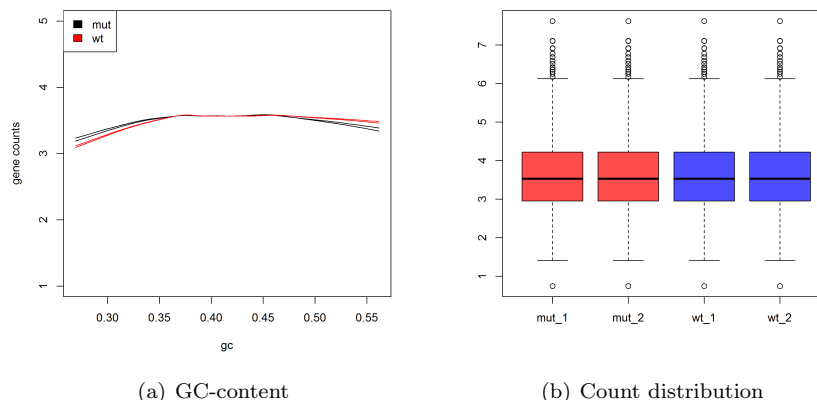 mut
wt
5
4
3
2
1
gene counts
0.30 0.35 0.40 0.45 0.50 0.55
gc
(a) GC-content
7
6
5
4
3
2
1
mut_1 mut_2 wt_1 wt_2
(b) Count distribution